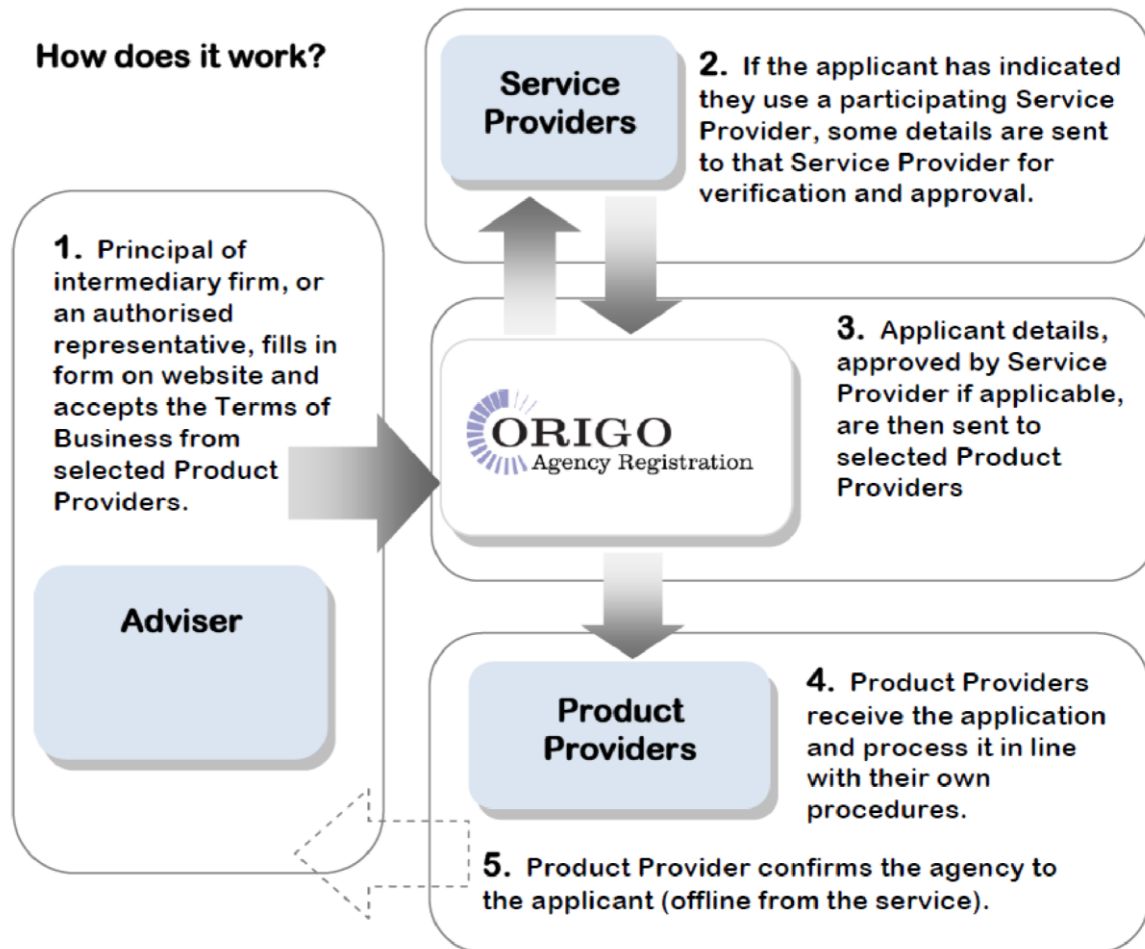 How does it work?
Service
Providers
2. If the applicant has indicated
they use a participating Service
Provider, some details are sent
to that Service Provider for
verification and approval.
1. Principal of
intermediary firm, or
an authorised
representative, fills in
form on website and
accepts the Terms of
Business from
selected Product
Providers.
Adviser
ORIGO
Agency Registration
3. Applicant details,
approved by Service
Provider if applicable,
are then sent to
selected Product
Providers
Product
Providers
4. Product Providers
receive the application
and process it in line
with their own
procedures.
5. Product Provider confirms the agency to
the applicant (offline from the service).